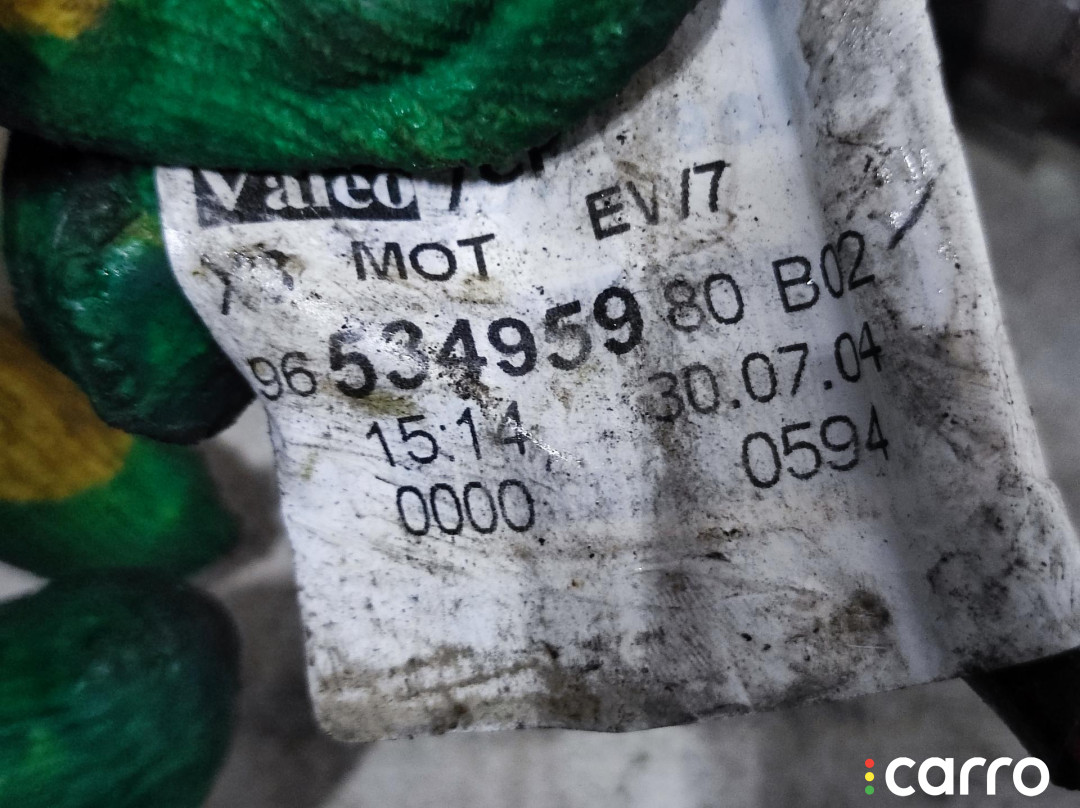 Valeo
MOT EV/7
96 534959 80 B02
15:14 30.07.04
0000 0594
carro